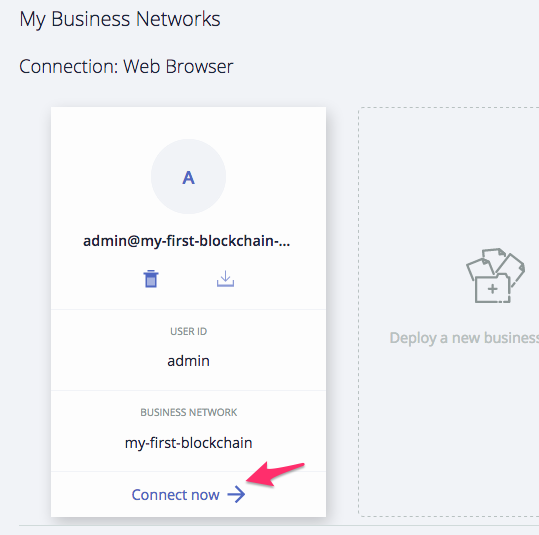 My Business Networks
Connection: Web Browser
A
admin@my-first-blockchain-...
USER ID
admin
BUSINESS NETWORK
my-first-blockchain
Connect now
Deploy a new business